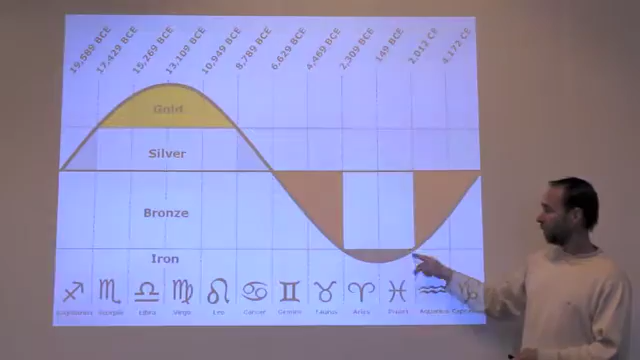 19,589 BCE 17,429 BCE 15,269 BCE 13,109 BCE 10,949 BCE 8,789 BCE 6,629 BCE 4,469 BCE 2,309 BCE 149 BCE 2,012 CE 4,172 CE
Gold
Silver
Bronze
Iron
♐ ♏ ♎ ♍ ♌ ♋ ♊ ♉ ♈ ♓ ♒ ♑
Sagittarius Scorpio Libra Virgo Leo Cancer Gemini Taurus Aries Pisces Aquarius